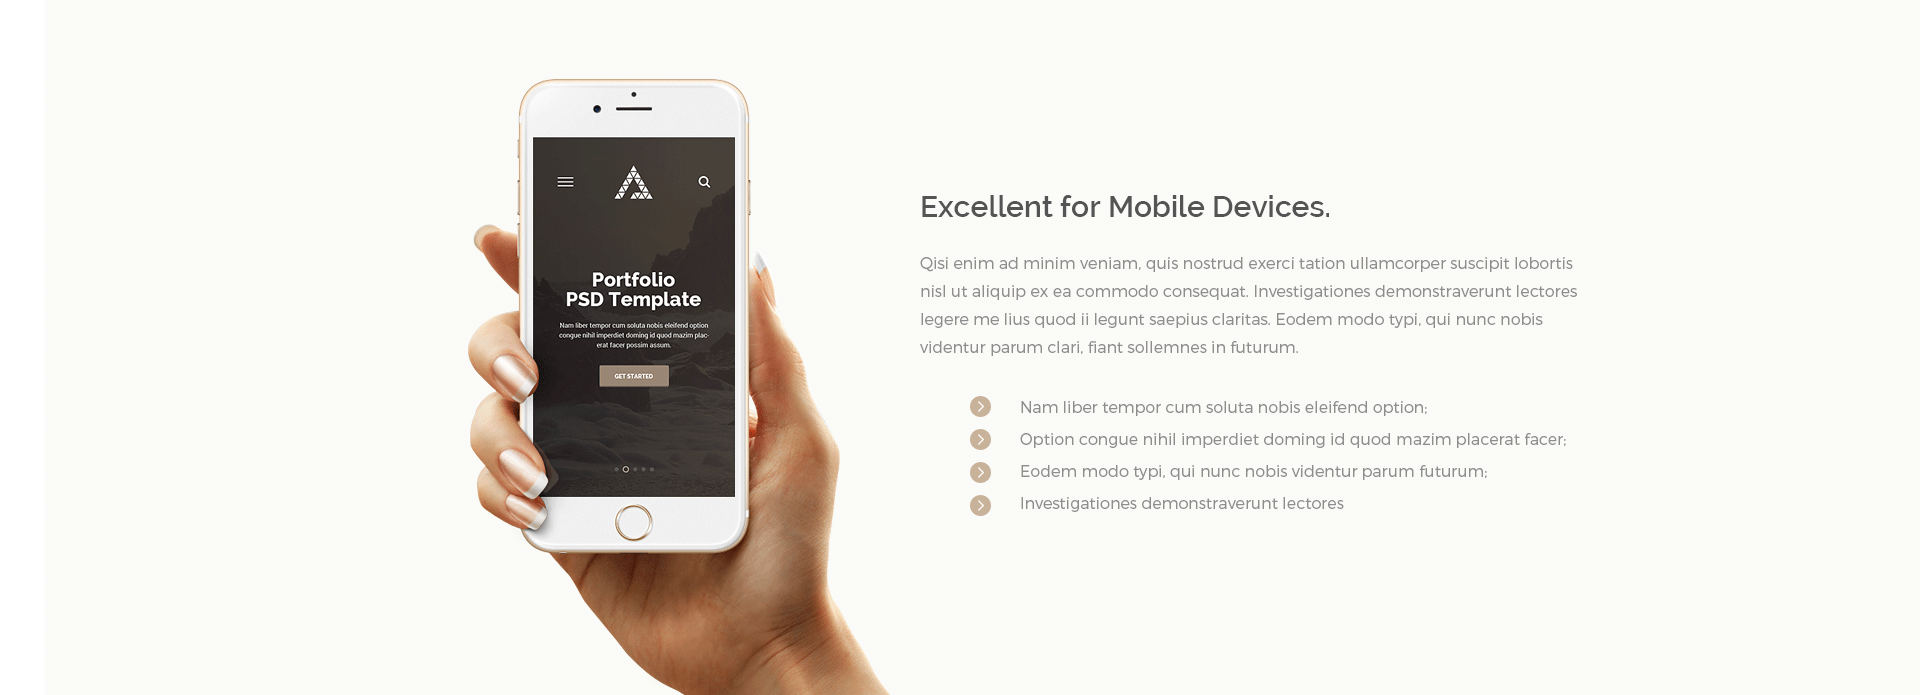 Portfolio
PSD Template
Nam liber tempor cum soluta nobis eleifend option
congue nihil imperdiet doming id quod mazim plac-
erat facer possim assum.
GET STARTED
Excellent for Mobile Devices.
Qisi enim ad minim veniam, quis nostrud exerci tation ullamcorper suscipit lobortis
nisl ut aliquip ex ea commodo consequat. Investigationes demonstraverunt lectores
legere me lius quod ii legunt saepius claritas. Eodem modo typi, qui nunc nobis
videntur parum clari, fiant sollemnes in futurum.
Nam liber tempor cum soluta nobis eleifend option;
Option congue nihil imperdiet doming id quod mazim placerat facer;
Eodem modo typi, qui nunc nobis videntur parum futurum;
Investigationes demonstraverunt lectores